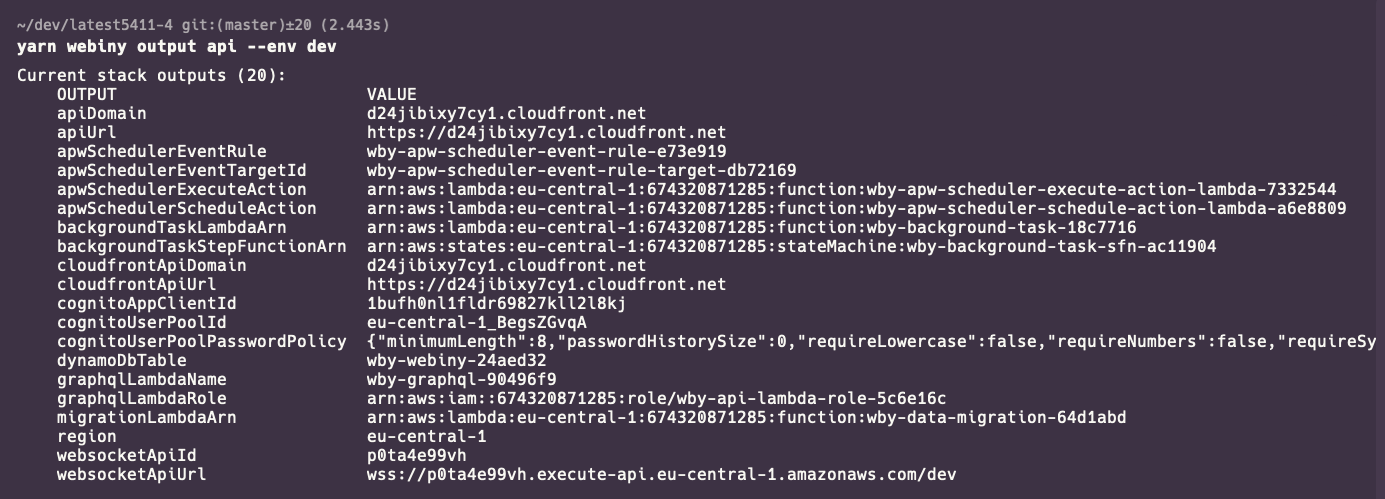 ~/dev/latest5411-4 git:(master)±20 (2.443s)
yarn webiny output api --env dev
Current stack outputs (20):
OUTPUT VALUE
apiDomain d24jibixy7cy1.cloudfront.net
apiUrl https://d24jibixy7cy1.cloudfront.net
apwSchedulerEventRule wby-apw-scheduler-event-rule-e73e919
apwSchedulerEventTargetId wby-apw-scheduler-event-rule-target-db72169
apwSchedulerExecuteAction arn:aws:lambda:eu-central-1:674320871285:function:wby-apw-scheduler-execute-action-lambda-7332544
apwSchedulerScheduleAction arn:aws:lambda:eu-central-1:674320871285:function:wby-apw-scheduler-schedule-action-lambda-a6e8809
backgroundTaskLambdaArn arn:aws:lambda:eu-central-1:674320871285:function:wby-background-task-18c7716
backgroundTaskStepFunctionArn arn:aws:states:eu-central-1:674320871285:stateMachine:wby-background-task-sfn-ac11904
cloudfrontApiDomain d24jibixy7cy1.cloudfront.net
cloudfrontApiUrl https://d24jibixy7cy1.cloudfront.net
cognitoAppClientId 1bufh0nl1fldr69827kll2l8kj
cognitoUserPoolId eu-central-1_BegsZGvqA
cognitoUserPoolPasswordPolicy {"minimumLength":8,"passwordHistorySize":0,"requireLowercase":false,"requireNumbers":false,"requireSy
dynamoDbTable wby-webiny-24aed32
graphqlLambdaName wby-graphql-90496f9
graphqlLambdaRole arn:aws:iam::674320871285:role/wby-api-lambda-role-5c6e16c
migrationLambdaArn arn:aws:lambda:eu-central-1:674320871285:function:wby-data-migration-64d1abd
region eu-central-1
websocketApiId p0ta4e99vh
websocketApiUrl wss://p0ta4e99vh.execute-api.eu-central-1.amazonaws.com/dev